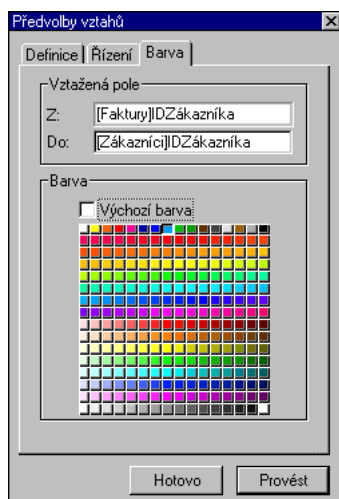 Předvolby vztahů
Definice Řízení Barva
Vztažená pole
Z: [Faktury]IDZákazníka
Do: [Zákazníci]IDZákazníka
Barva
Výchozí barva
Hotovo Provést